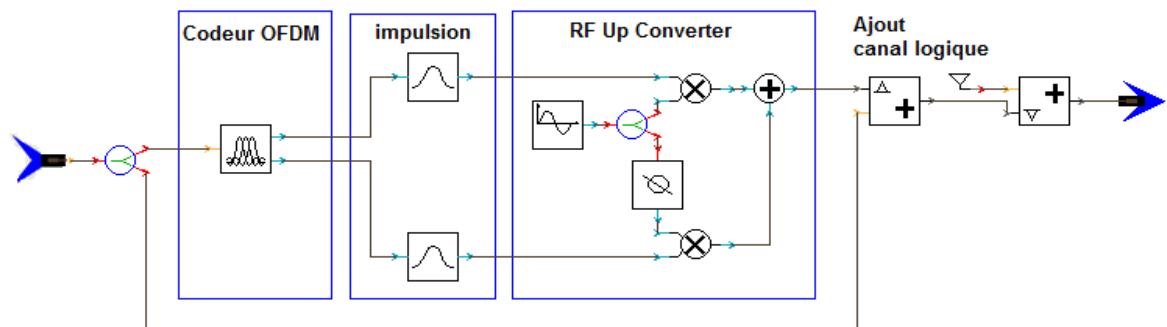 Codeur OFDM
impulsion
RF Up Converter
Ajout
canal logique